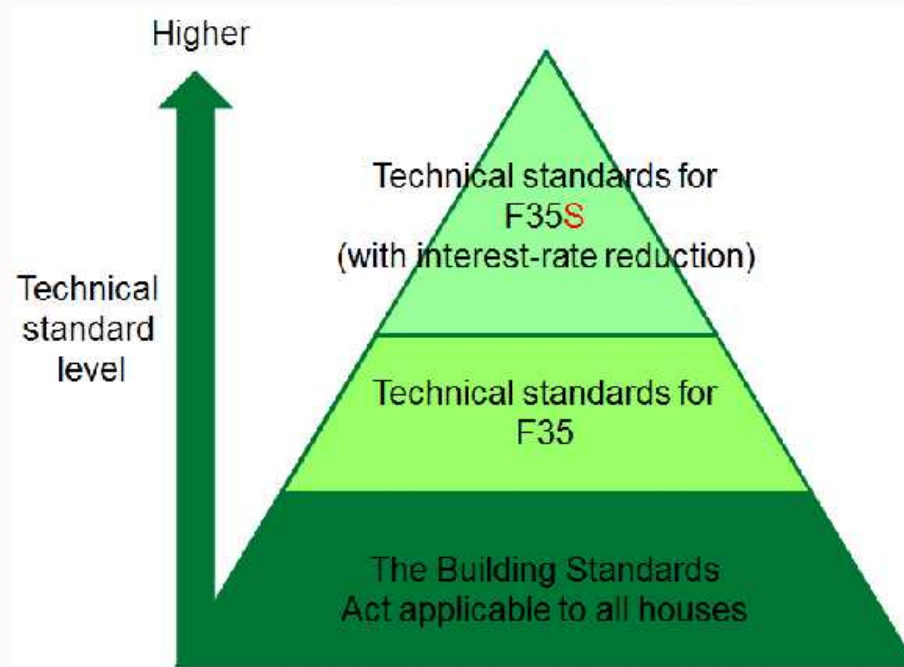 Higher
Technical standards for
F35S
(with interest-rate reduction)
Technical
standard
level
Technical standards for
F35
The Building Standards
Act applicable to all houses